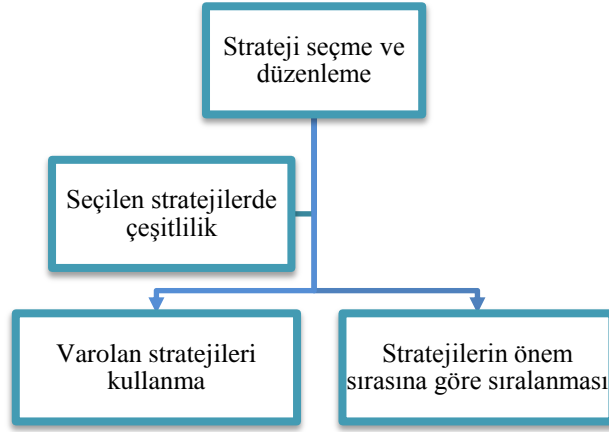 Strateji seçme ve
düzenleme
Seçilen stratejilerde
çeşitlilik
Varolan stratejileri
kullanma
Stratejilerin önem
sırasına göre sıralanması